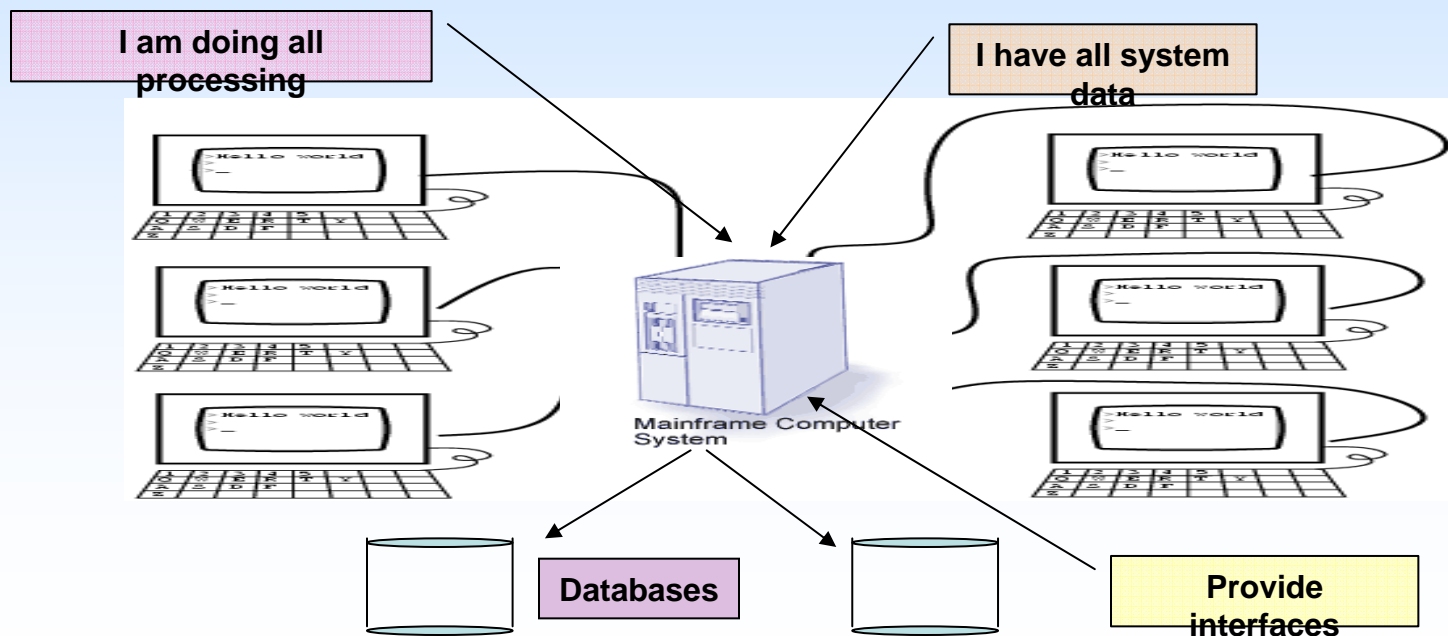 I am doing all
processing
I have all system
data
>Hello world
>
>_
>Hello world
>
>_
>Hello world
>
>_
>Hello world
>
>_
>Hello world
>
>_
>Hello world
>
>_
Mainframe Computer
System
Databases
Provide
interfaces